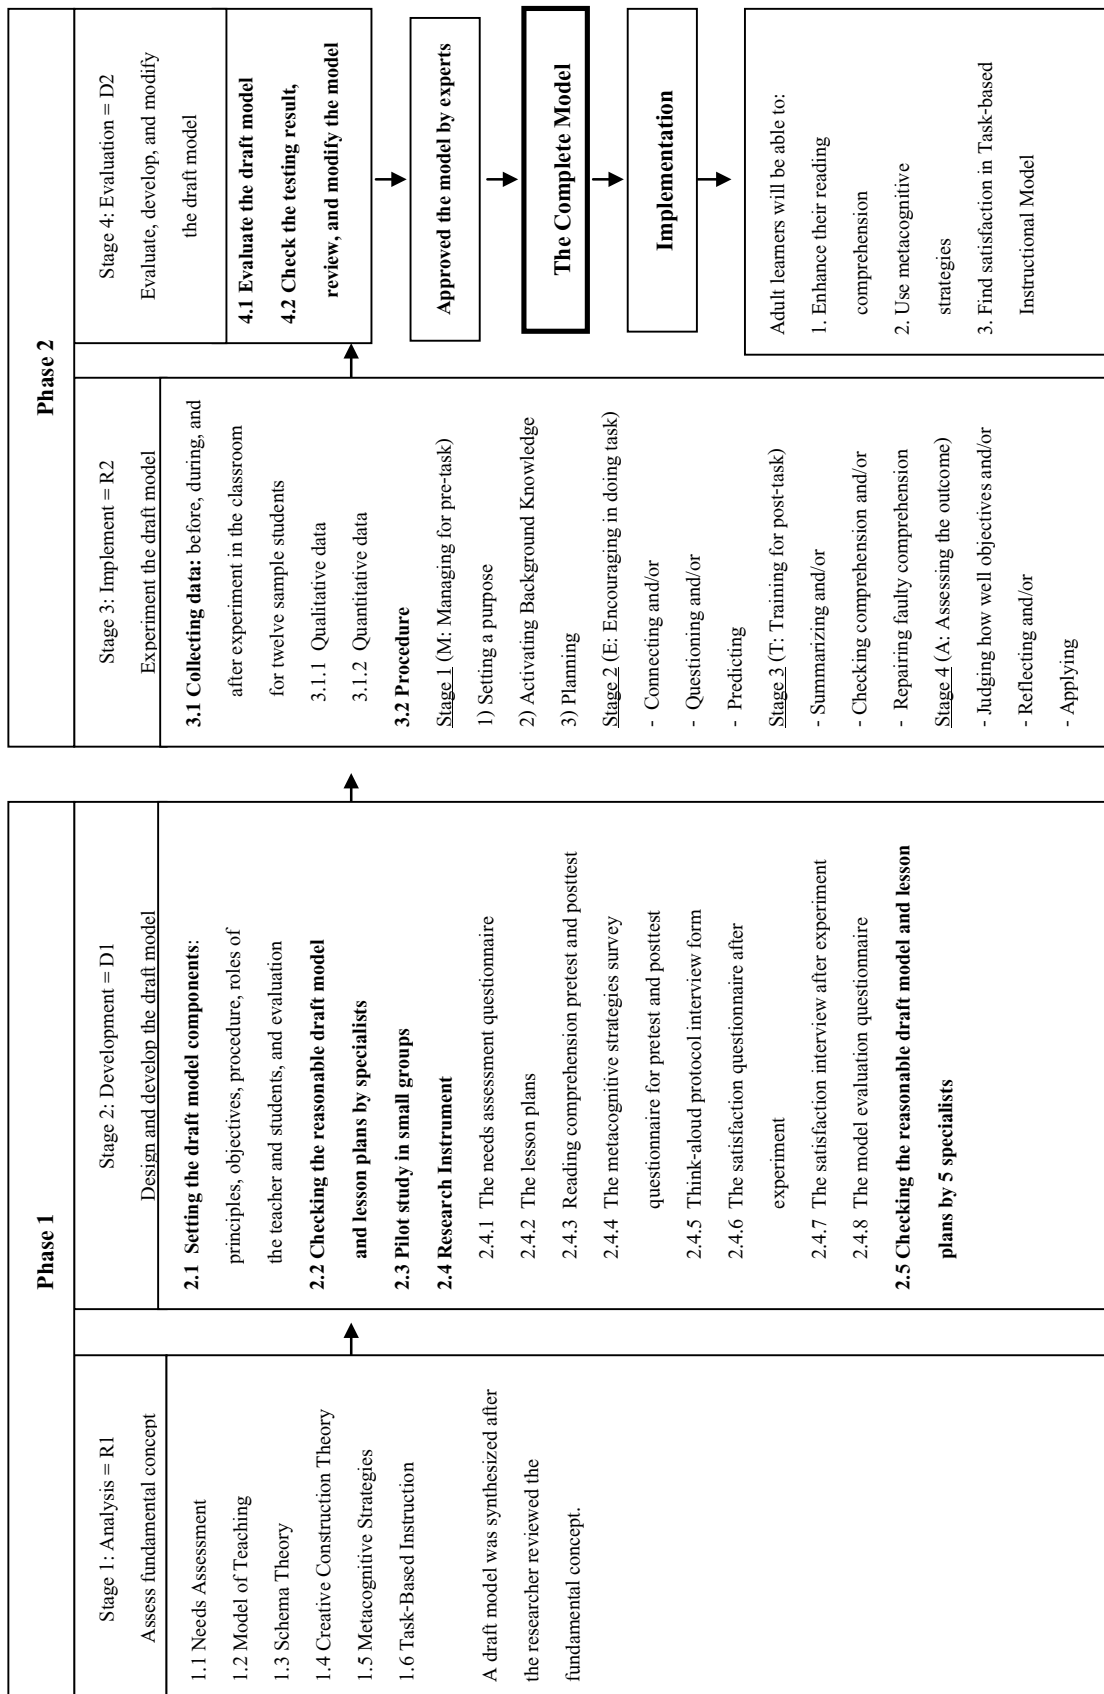 Phase 1
Stage 1: Analysis = R1
Assess fundamental concept
1.1 Needs Assessment
1.2 Model of Teaching
1.3 Schema Theory
1.4 Creative Construction Theory
1.5 Metacognitive Strategies
1.6 Task-Based Instruction
A draft model was synthesized after
the researcher reviewed the
fundamental concept.
Stage 2: Development = D1
Design and develop the draft model
2.1 Setting the draft model components:
principles, objectives, procedure, roles of
the teacher and students, and evaluation
2.2 Checking the reasonable draft model
and lesson plans by specialists
2.3 Pilot study in small groups
2.4 Research Instrument
2.4.1 The needs assessment questionnaire
2.4.2 The lesson plans
2.4.3 Reading comprehension pretest and posttest
2.4.4 The metacognitive strategies survey
questionnaire for pretest and posttest
2.4.5 Think-aloud protocol interview form
2.4.6 The satisfaction questionnaire after
experiment
2.4.7 The satisfaction interview after experiment
2.4.8 The model evaluation questionnaire
2.5 Checking the reasonable draft model and lesson
plans by 5 specialists
Phase 2
Stage 3: Implement = R2
Experiment the draft model
3.1 Collecting data: before, during, and
after experiment in the classroom
for twelve sample students
3.1.1 Qualitative data
3.1.2 Quantitative data
3.2 Procedure
Stage 1 (M: Managing for pre-task)
1) Setting a purpose
2) Activating Background Knowledge
3) Planning
Stage 2 (E: Encouraging in doing task)
- Connecting and/or
- Questioning and/or
- Predicting
Stage 3 (T: Training for post-task)
- Summarizing and/or
- Checking comprehension and/or
- Repairing faulty comprehension
Stage 4 (A: Assessing the outcome)
- Judging how well objectives and/or
- Reflecting and/or
- Applying
Stage 4: Evaluation = D2
Evaluate, develop, and modify
the draft model
4.1 Evaluate the draft model
4.2 Check the testing result,
review, and modify the model
Approved the model by experts
The Complete Model
Implementation
Adult learners will be able to:
1. Enhance their reading
comprehension
2. Use metacognitive
strategies
3. Find satisfaction in Task-based
Instructional Model